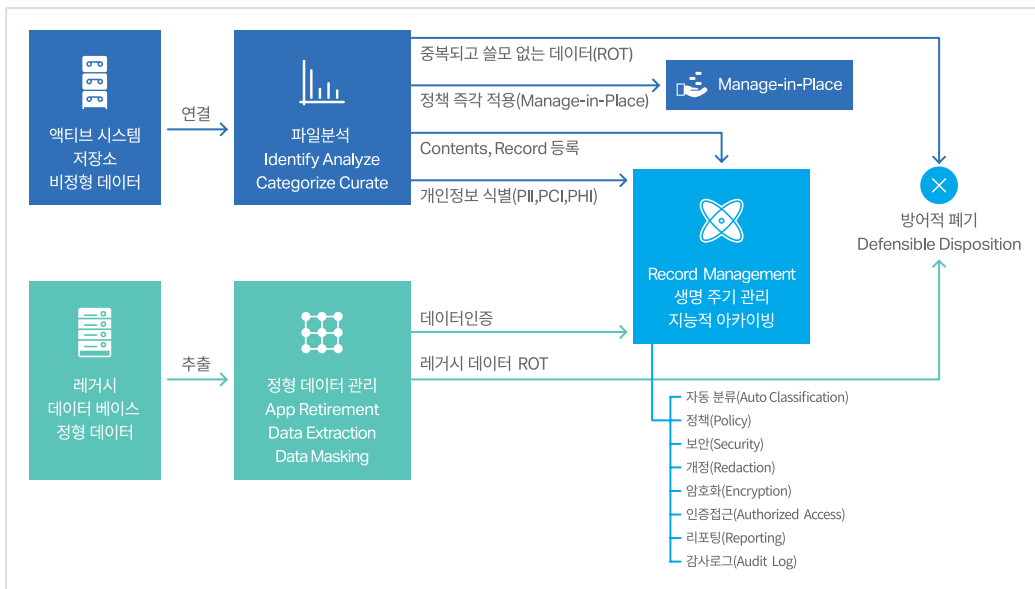 액티브 시스템
저장소
비정형 데이터
연결
파일분석
Identify Analyze
Categorize Curate
중복되고 쓸모 없는 데이터(ROT)
정책 즉각 적용(Manage-in-Place)
Manage-in-Place
Contents, Record 등록
개인정보 식별(PII,PCI,PHI)
방어적 폐기
Defensible Disposition
Record Management
생명 주기 관리
지능적 아카이빙
레거시
데이터 베이스
정형 데이터
추출
정형 데이터 관리
App Retirement
Data Extraction
Data Masking
데이터인증
레거시 데이터 ROT
자동 분류(Auto Classification)
정책(Policy)
보안(Security)
개정(Redaction)
암호화(Encryption)
인증접근(Authorized Access)
리포팅(Reporting)
감사로그(Audit Log)